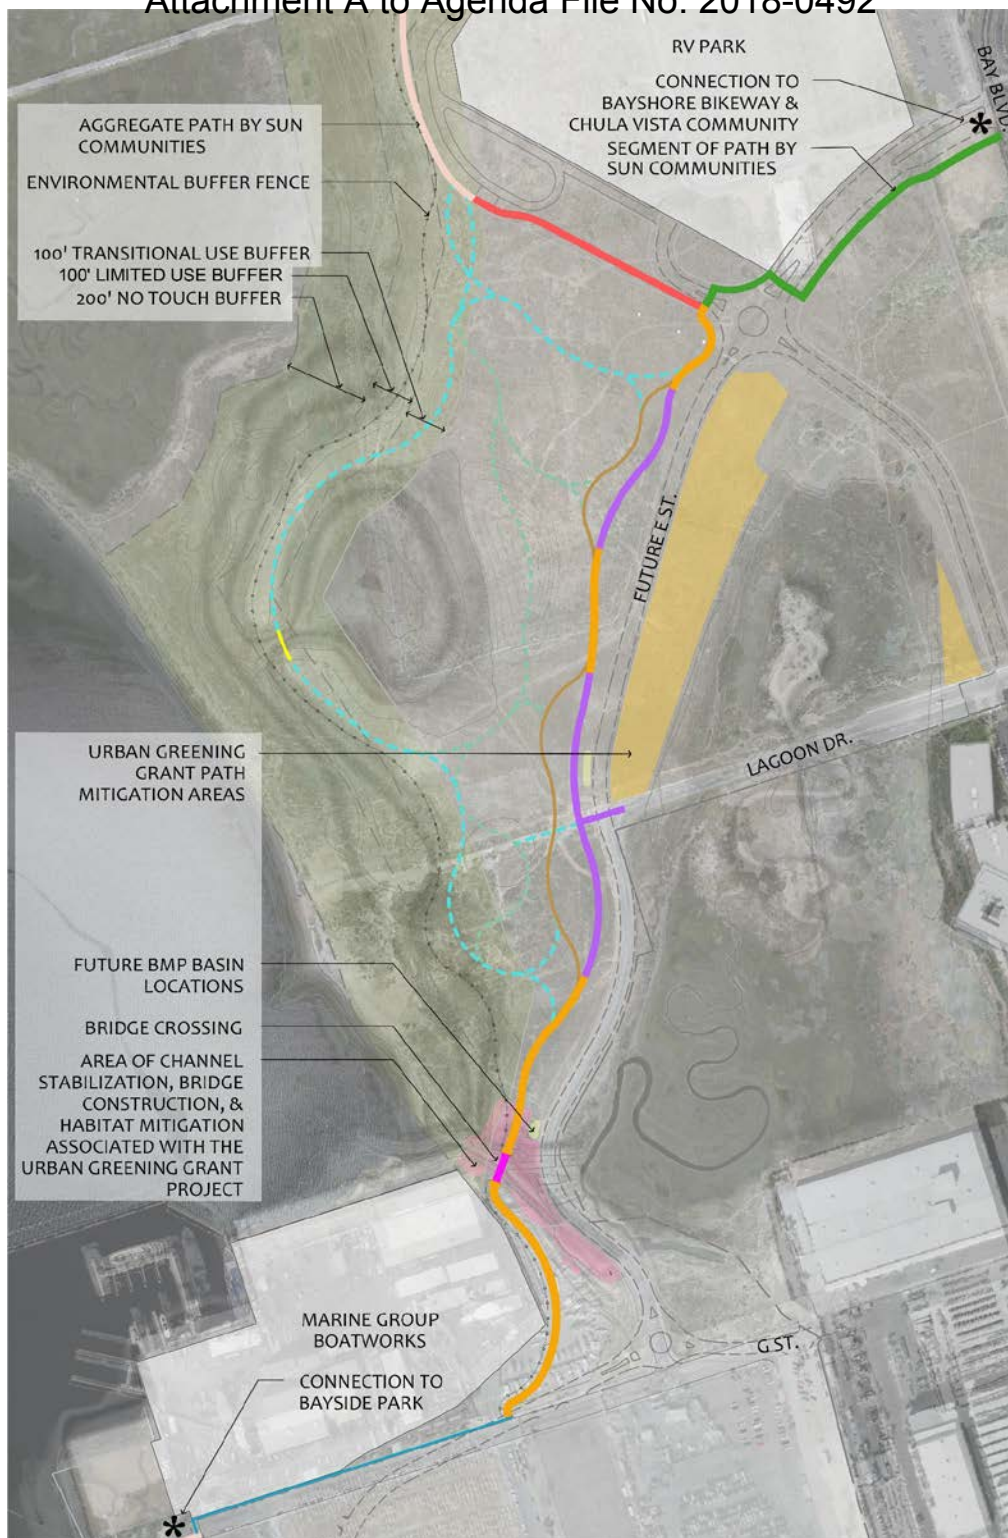 Attachment A to Agenda File No. 2018-0492
RV PARK
BAY BLVD.
CONNECTION TO
BAYSHORE BIKEWAY &
CHULA VISTA COMMUNITY
SEGMENT OF PATH BY
SUN COMMUNITIES
AGGREGATE PATH BY SUN
COMMUNITIES
ENVIRONMENTAL BUFFER FENCE
100' TRANSITIONAL USE BUFFER
100' LIMITED USE BUFFER
200' NO TOUCH BUFFER
FUTURE E ST.
URBAN GREENING
GRANT PATH
MITIGATION AREAS
LAGOON DR.
FUTURE BMP BASIN
LOCATIONS
BRIDGE CROSSING
AREA OF CHANNEL
STABILIZATION, BRIDGE
CONSTRUCTION, &
HABITAT MITIGATION
ASSOCIATED WITH THE
URBAN GREENING GRANT
PROJECT
MARINE GROUP
BOATWORKS
G ST.
CONNECTION TO
BAYSIDE PARK